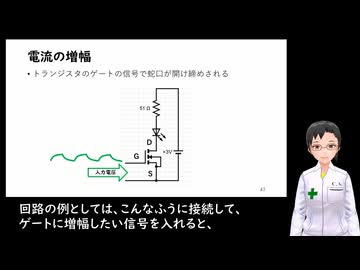 電流の増幅
• トランジスタのゲートの信号で蛇口が開け締めされる
51 Ω
D
+3V
G
入力電圧
S
43
C.A.
回路の例としては、こんなふうに接続して、
ゲートに増幅したい信号を入れると、